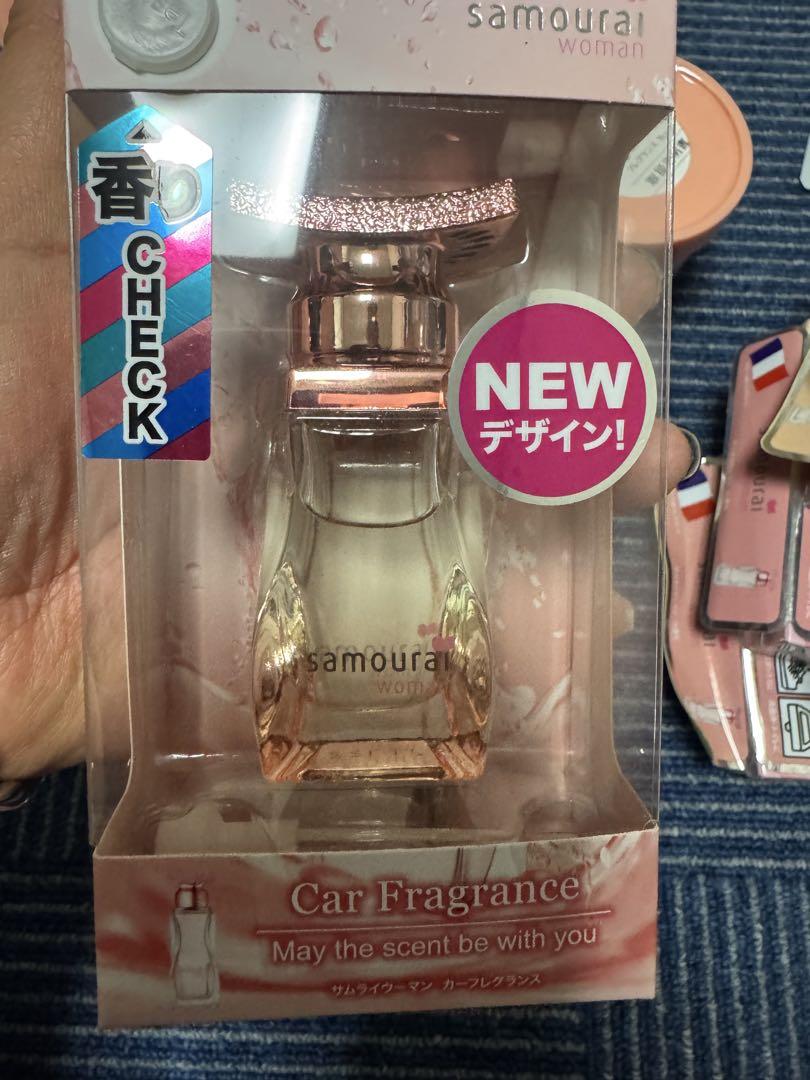 samourai
woman
香
CHECK
NEW
デザイン!
samourai
woman
Car Fragrance
May the scent be with you
サムライウーマン カーフレグランス